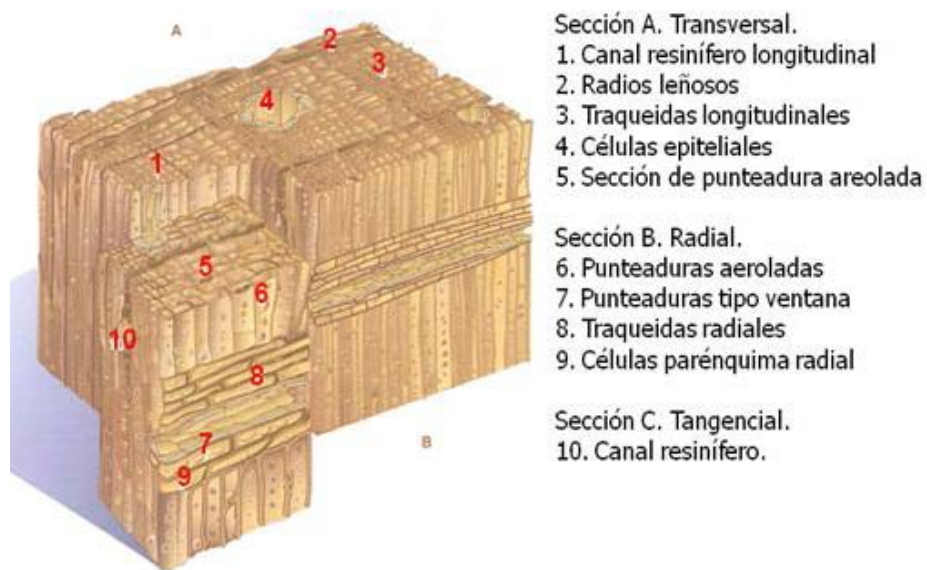 A
2
3
4
1
5
6
10
8
7
9
B
Sección A. Transversal.
1. Canal resinífero longitudinal
2. Radios leñosos
3. Traqueidas longitudinales
4. Células epiteliales
5. Sección de punteadura areolada
Sección B. Radial.
6. Punteaduras aeroladas
7. Punteaduras tipo ventana
8. Traqueidas radiales
9. Células parénquima radial
Sección C. Tangencial.
10. Canal resinífero.